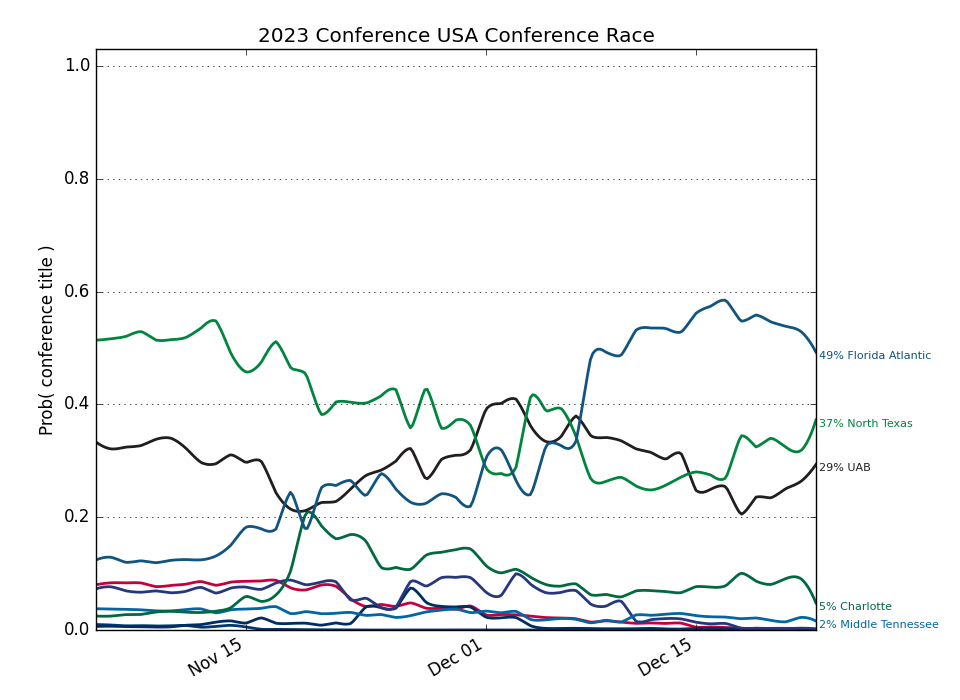 2023 Conference USA Conference Race
Prob( conference title )
1.0
0.8
0.6
0.4
0.2
0.0
Nov 15
Dec 01
Dec 15
49% Florida Atlantic
37% North Texas
29% UAB
5% Charlotte
2% Middle Tennessee